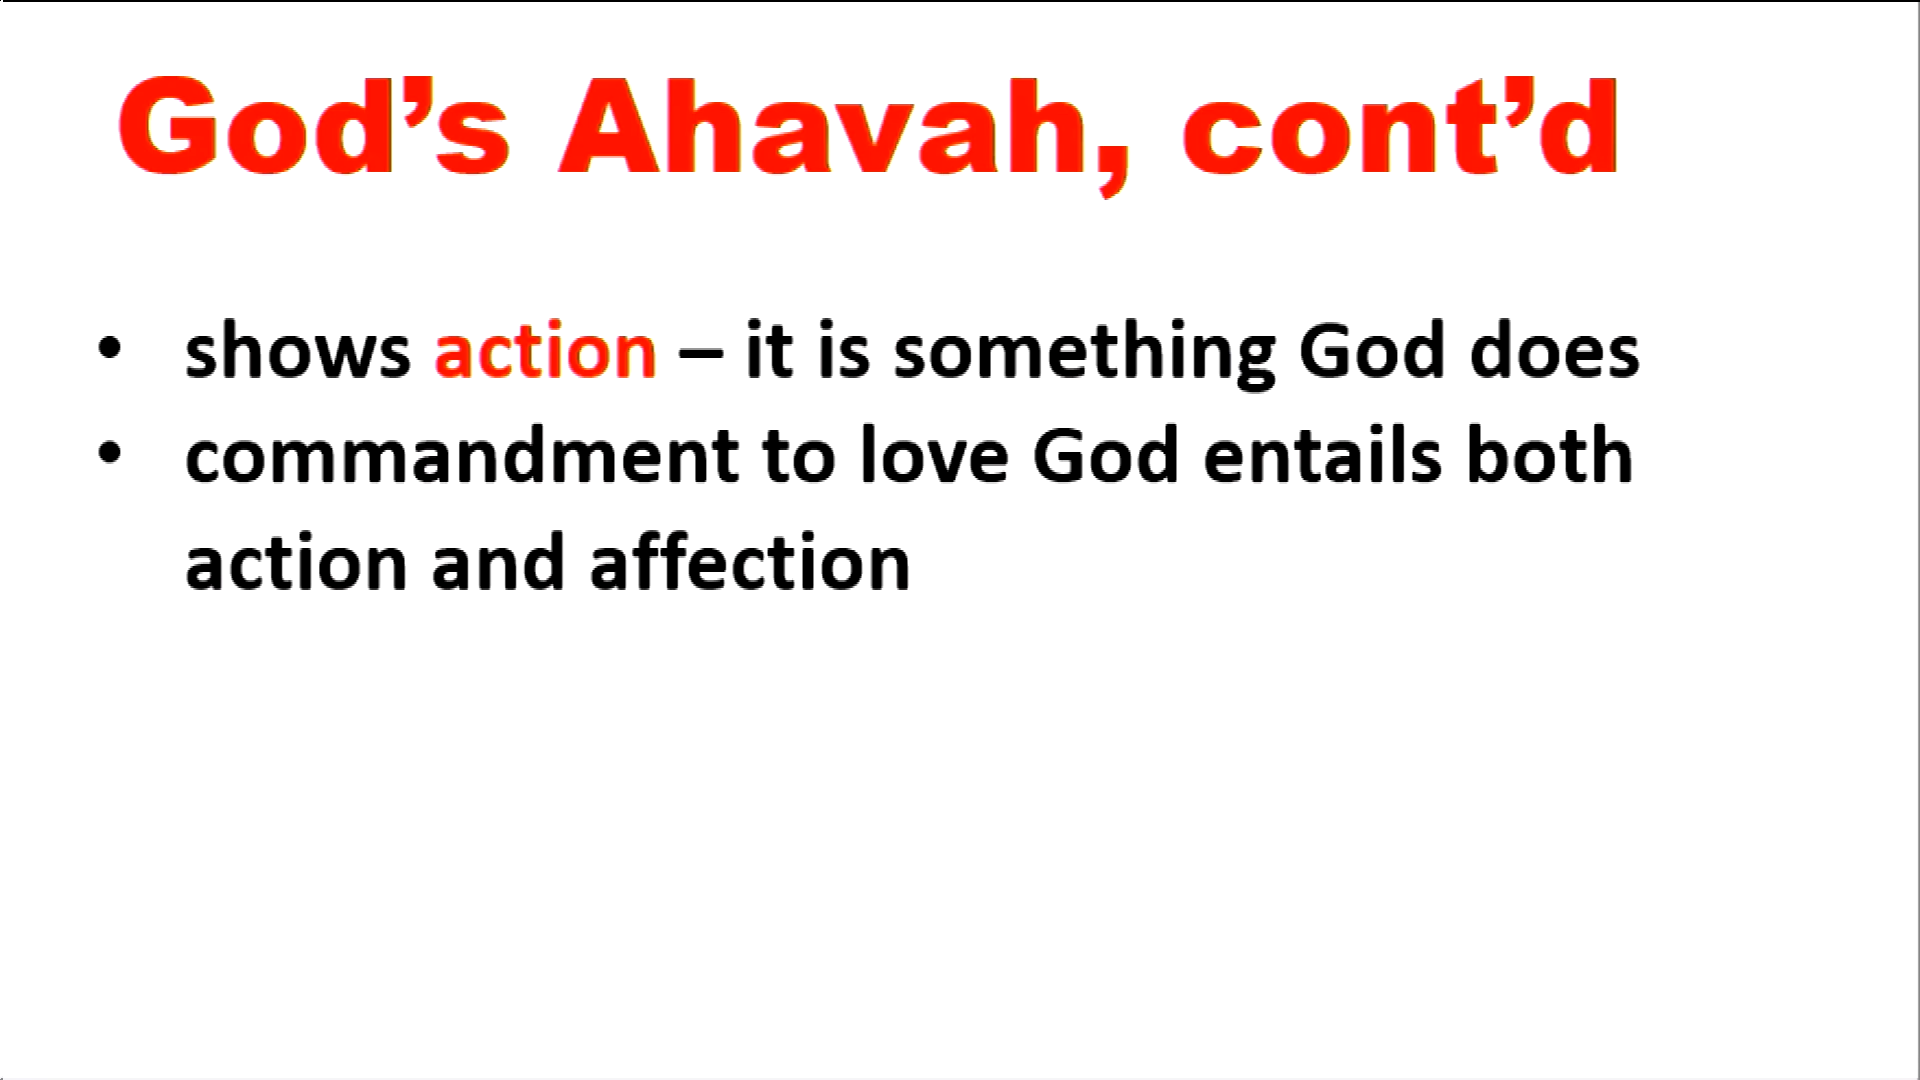 God’s Ahavah, cont’d
• shows action – it is something God does
• commandment to love God entails both
action and affection